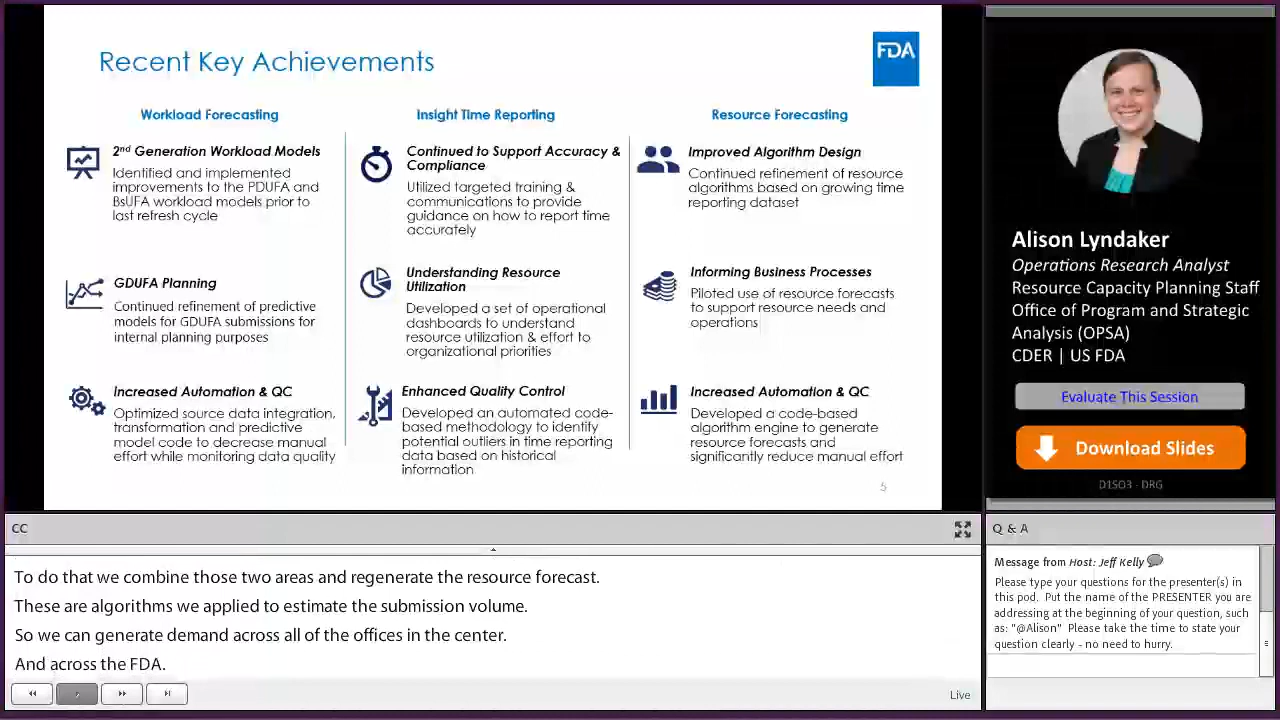 Recent Key Achievements
FDA
Workload Forecasting
2nd Generation Workload Models
Identified and implemented
improvements to the PDUFA and
BsUFA workload models prior to
last refresh cycle
GDUFA Planning
Continued refinement of predictive
models for GDUFA submissions for
internal planning purposes
Increased Automation & QC
Optimized source data integration,
transformation and predictive
model code to decrease manual
effort while monitoring data quality
Insight Time Reporting
Continued to Support Accuracy &
Compliance
Utilized targeted training &
communications to provide
guidance on how to report time
accurately
Understanding Resource
Utilization
Developed a set of operational
dashboards to understand
resource utilization & effort to
organizational priorities
Enhanced Quality Control
Developed an automated code-
based methodology to identify
potential outliers in time reporting
data based on historical
information
Resource Forecasting
Improved Algorithm Design
Continued refinement of resource
algorithms based on growing time
reporting dataset
Informing Business Processes
Piloted use of resource forecasts
to support resource needs and
operations
Increased Automation & QC
Developed a code-based
algorithm engine to generate
resource forecasts and
significantly reduce manual effort
5
Alison Lyndaker
Operations Research Analyst
Resource Capacity Planning Staff
Office of Program and Strategic
Analysis (OPSA)
CDER | US FDA
Evaluate This Session
Download Slides
D1S03 - DRG
CC
To do that we combine those two areas and regenerate the resource forecast.
These are algorithms we applied to estimate the submission volume.
So we can generate demand across all of the offices in the center.
And across the FDA.
Live
Q & A
Message from Host: Jeff Kelly
Please type your questions for the presenter(s) in
this pod. Put the name of the PRESENTER you are
addressing at the beginning of your question, such
as: "@Alison" Please take the time to state your
question clearly - no need to hurry.